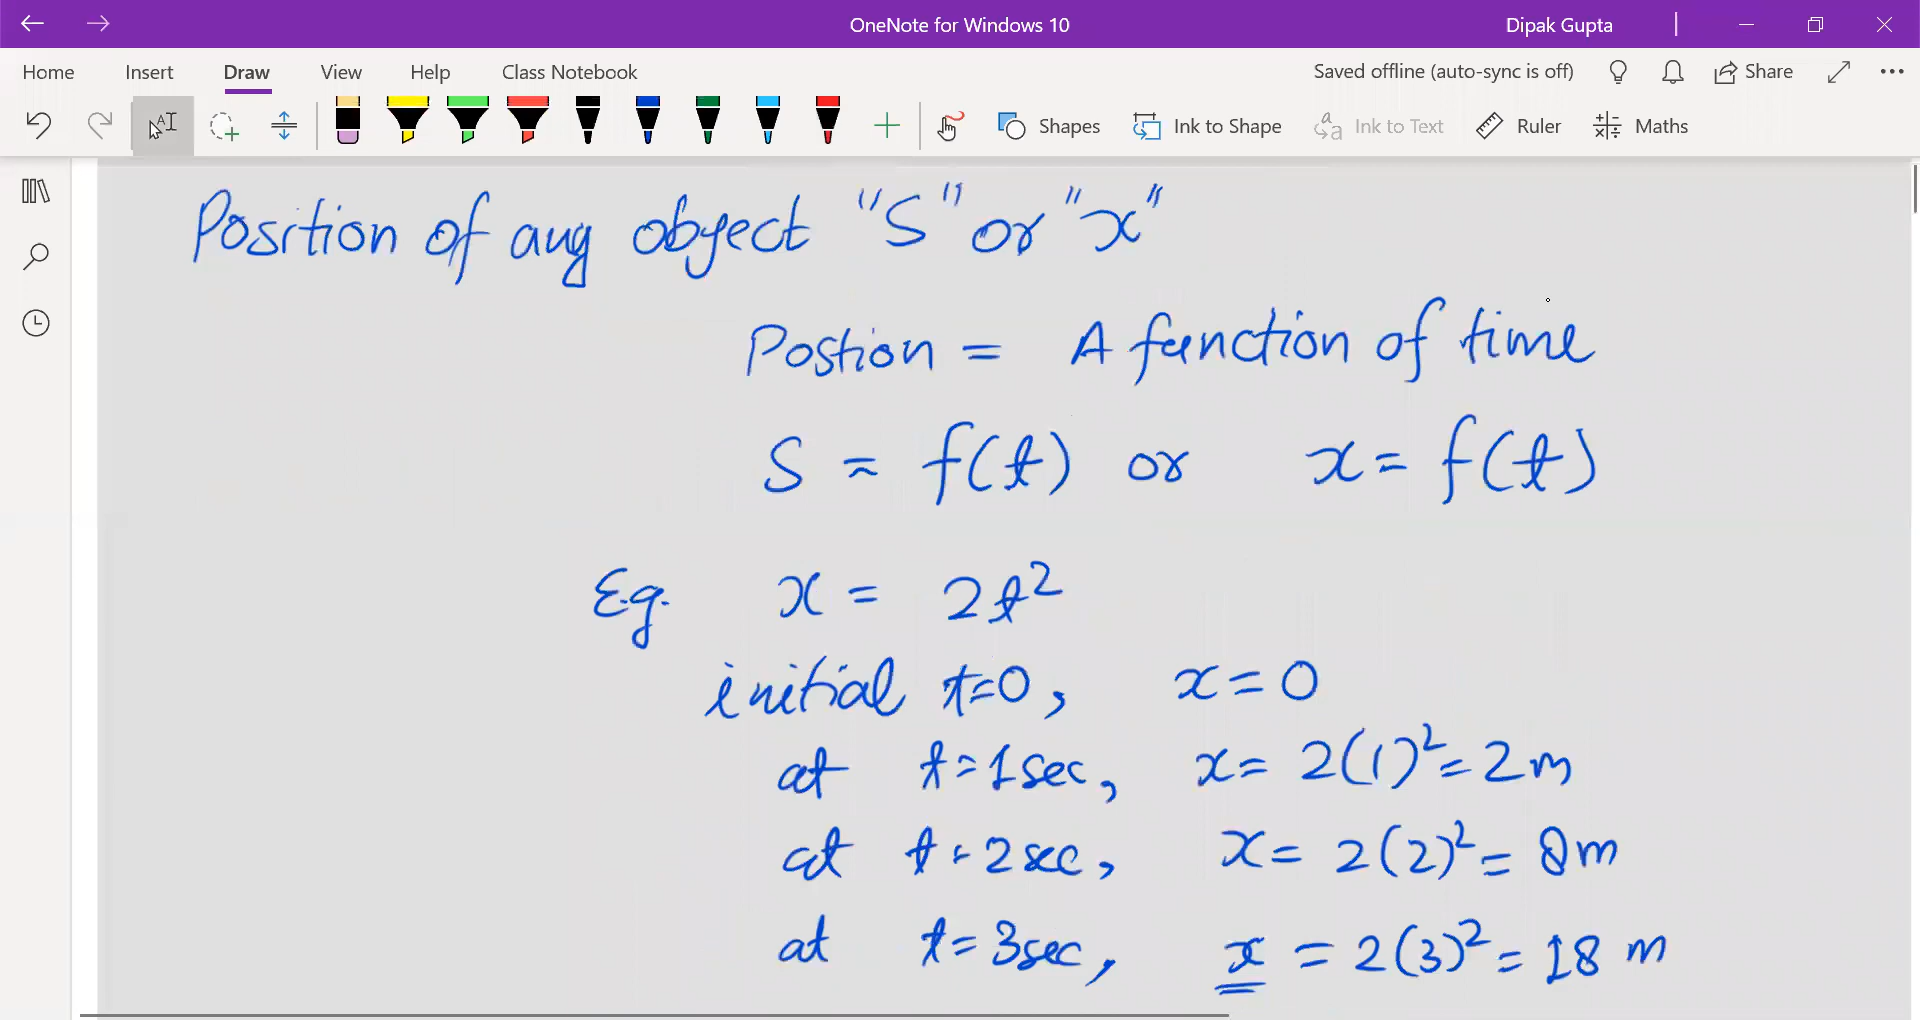 OneNote for Windows 10
Dipak Gupta
Home Insert Draw View Help Class Notebook
Saved offline (auto-sync is off) Share
Shapes Ink to Shape Ink to Text Ruler Maths
Position of any object "S" or "x"
Postion = A function of time
S = f(t) or x = f(t)
E.g. x = 2t²
initial t=0, x=0
at t=1sec, x= 2(1)²=2m
at t=2sec, x= 2(2)²= 8m
at t=3sec, x = 2(3)²=18 m